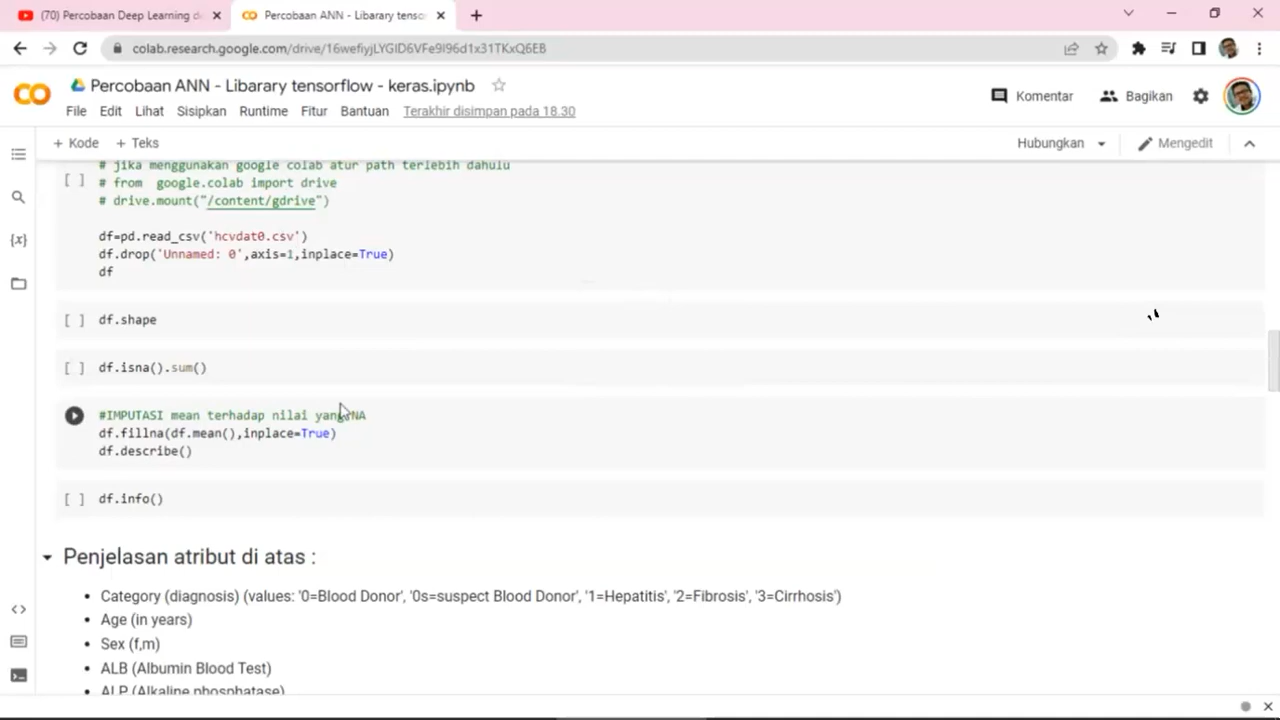 (70) Percobaan Deep Learning de
Percobaan ANN - Libarary tensor
colab.research.google.com/drive/16wefiyjLYGID6VFe9l96d1x31TKxQ6EB
Percobaan ANN - Libarary tensorflow - keras.ipynb
File Edit Lihat Sisipkan Runtime Fitur Bantuan Terakhir disimpan pada 18.30
Komentar Bagikan
+ Kode + Teks
Hubungkan Mengedit
# jika menggunakan google colab atur path terlebih dahulu
[ ] # from  google.colab import drive
# drive.mount("/content/gdrive")
df=pd.read_csv('hcvdat0.csv')
df.drop('Unnamed: 0',axis=1,inplace=True)
df
[ ] df.shape
[ ] df.isna().sum()
#IMPUTASI mean terhadap nilai yang NA
df.fillna(df.mean(),inplace=True)
df.describe()
[ ] df.info()
Penjelasan atribut di atas :
• Category (diagnosis) (values: '0=Blood Donor', '0s=suspect Blood Donor', '1=Hepatitis', '2=Fibrosis', '3=Cirrhosis')
• Age (in years)
• Sex (f,m)
• ALB (Albumin Blood Test)
• ALP (Alkaline phosphatase)